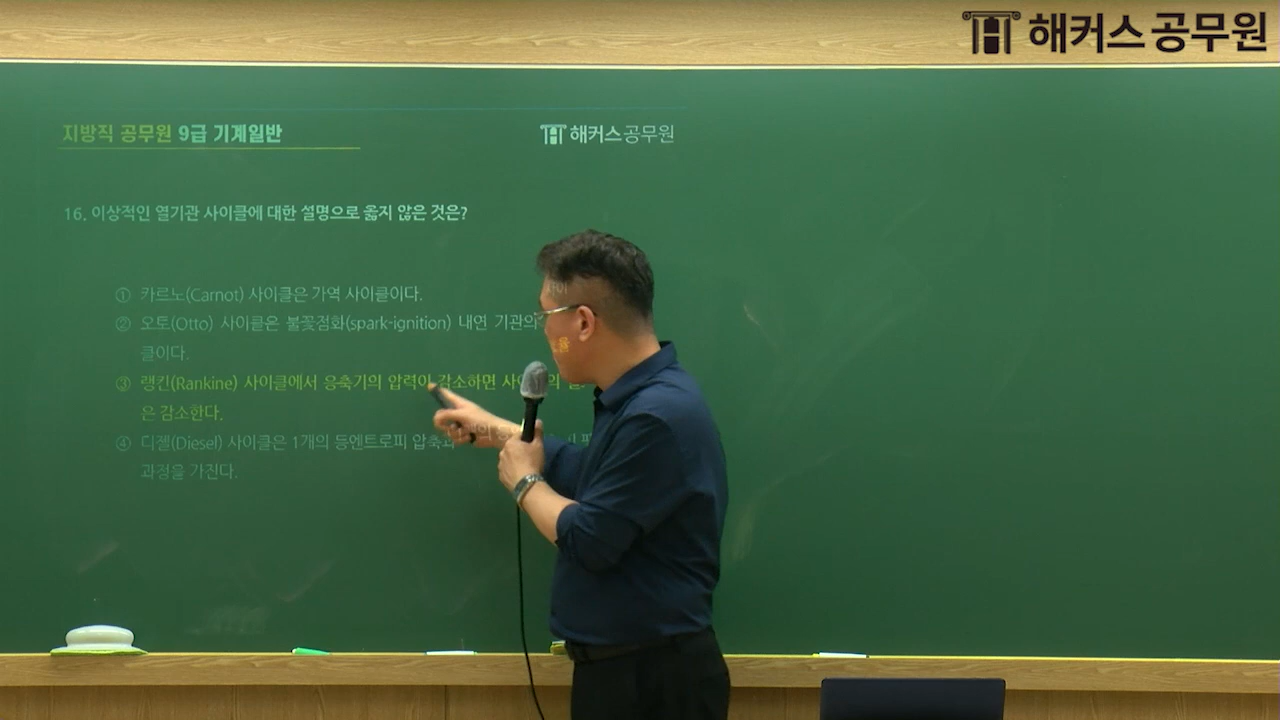 해커스공무원
지방직 공무원 9급 기계일반
해커스공무원
16. 이상적인 열기관 사이클에 대한 설명으로 옳지 않은 것은?
① 카르노(Carnot) 사이클은 가역 사이클이다.
② 오토(Otto) 사이클은 불꽃점화(spark-ignition) 내연 기관의
클이다.
③ 랭킨(Rankine) 사이클에서 응축기의 압력이 감소하면
은 감소한다.
④ 디젤(Diesel) 사이클은 1개의 등엔트로피 압축과
과정을 가진다.